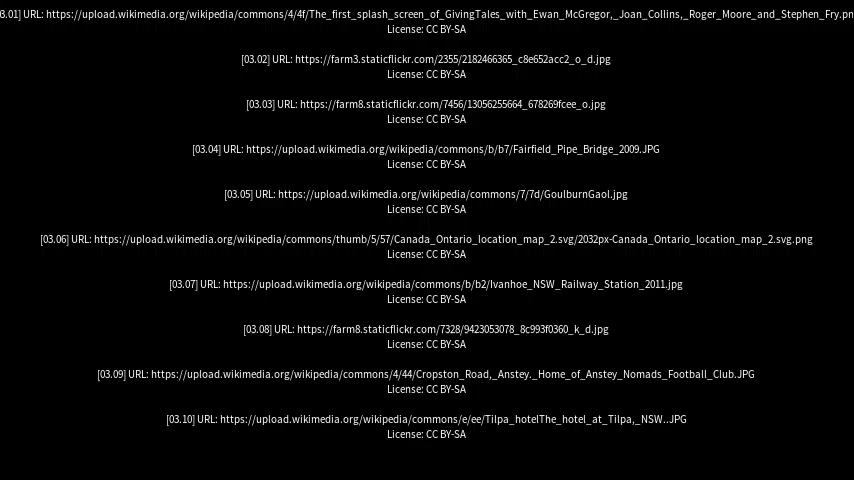 3.01] URL: https://upload.wikimedia.org/wikipedia/commons/4/4f/The_first_splash_screen_of_GivingTales_with_Ewan_McGregor,_Joan_Collins,_Roger_Moore_and_Stephen_Fry.pn
License: CC BY-SA
[03.02] URL: https://farm3.staticflickr.com/2355/2182466365_c8e652acc2_o_d.jpg
License: CC BY-SA
[03.03] URL: https://farm8.staticflickr.com/7456/13056255664_678269fcee_o.jpg
License: CC BY-SA
[03.04] URL: https://upload.wikimedia.org/wikipedia/commons/b/b7/Fairfield_Pipe_Bridge_2009.JPG
License: CC BY-SA
[03.05] URL: https://upload.wikimedia.org/wikipedia/commons/7/7d/GoulburnGaol.jpg
License: CC BY-SA
[03.06] URL: https://upload.wikimedia.org/wikipedia/commons/thumb/5/57/Canada_Ontario_location_map_2.svg/2032px-Canada_Ontario_location_map_2.svg.png
License: CC BY-SA
[03.07] URL: https://upload.wikimedia.org/wikipedia/commons/b/b2/Ivanhoe_NSW_Railway_Station_2011.jpg
License: CC BY-SA
[03.08] URL: https://farm8.staticflickr.com/7328/9423053078_8c993f0360_k_d.jpg
License: CC BY-SA
[03.09] URL: https://upload.wikimedia.org/wikipedia/commons/4/44/Cropston_Road,_Anstey._Home_of_Anstey_Nomads_Football_Club.JPG
License: CC BY-SA
[03.10] URL: https://upload.wikimedia.org/wikipedia/commons/e/ee/Tilpa_hotelThe_hotel_at_Tilpa,_NSW..JPG
License: CC BY-SA